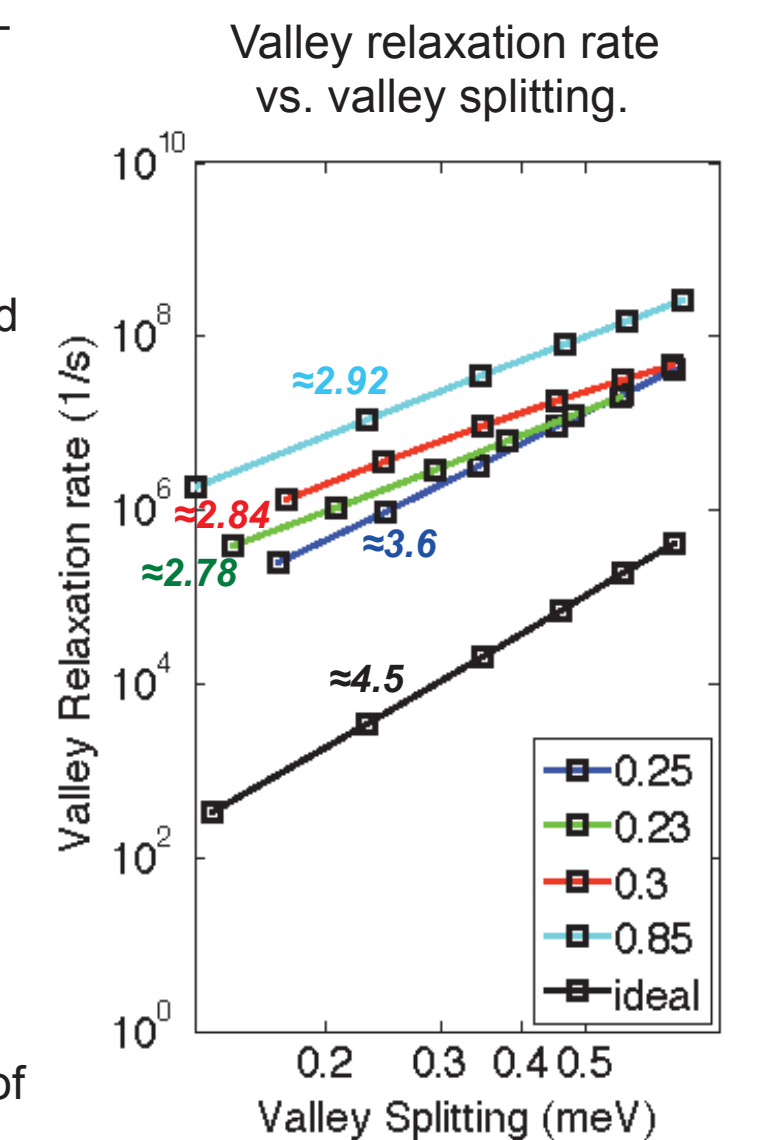 Valley relaxation rate
vs. valley splitting.
d
of
Valley Relaxation rate (1/s)
10^10
10^8
10^6
10^4
10^2
10^0
≈2.92
≈2.84
≈2.78
≈3.6
≈4.5
0.25
0.23
0.3
0.85
ideal
0.2 0.3 0.4 0.5
Valley Splitting (meV)